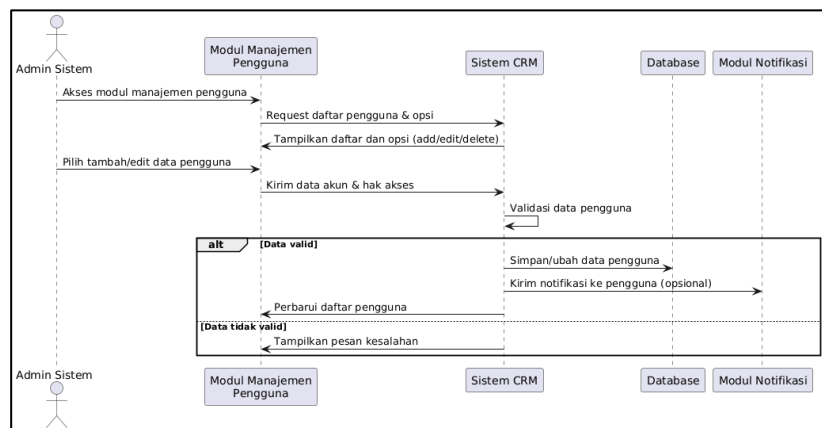 Admin Sistem
Modul Manajemen
Pengguna
Sistem CRM
Database
Modul Notifikasi
Akses modul manajemen pengguna
Request daftar pengguna & opsi
Tampilkan daftar dan opsi (add/edit/delete)
Pilih tambah/edit data pengguna
Kirim data akun & hak akses
Validasi data pengguna
alt
[Data valid]
Simpan/ubah data pengguna
Kirim notifikasi ke pengguna (opsional)
Perbarui daftar pengguna
[Data tidak valid]
Tampilkan pesan kesalahan
Admin Sistem
Modul Manajemen
Pengguna
Sistem CRM
Database
Modul Notifikasi